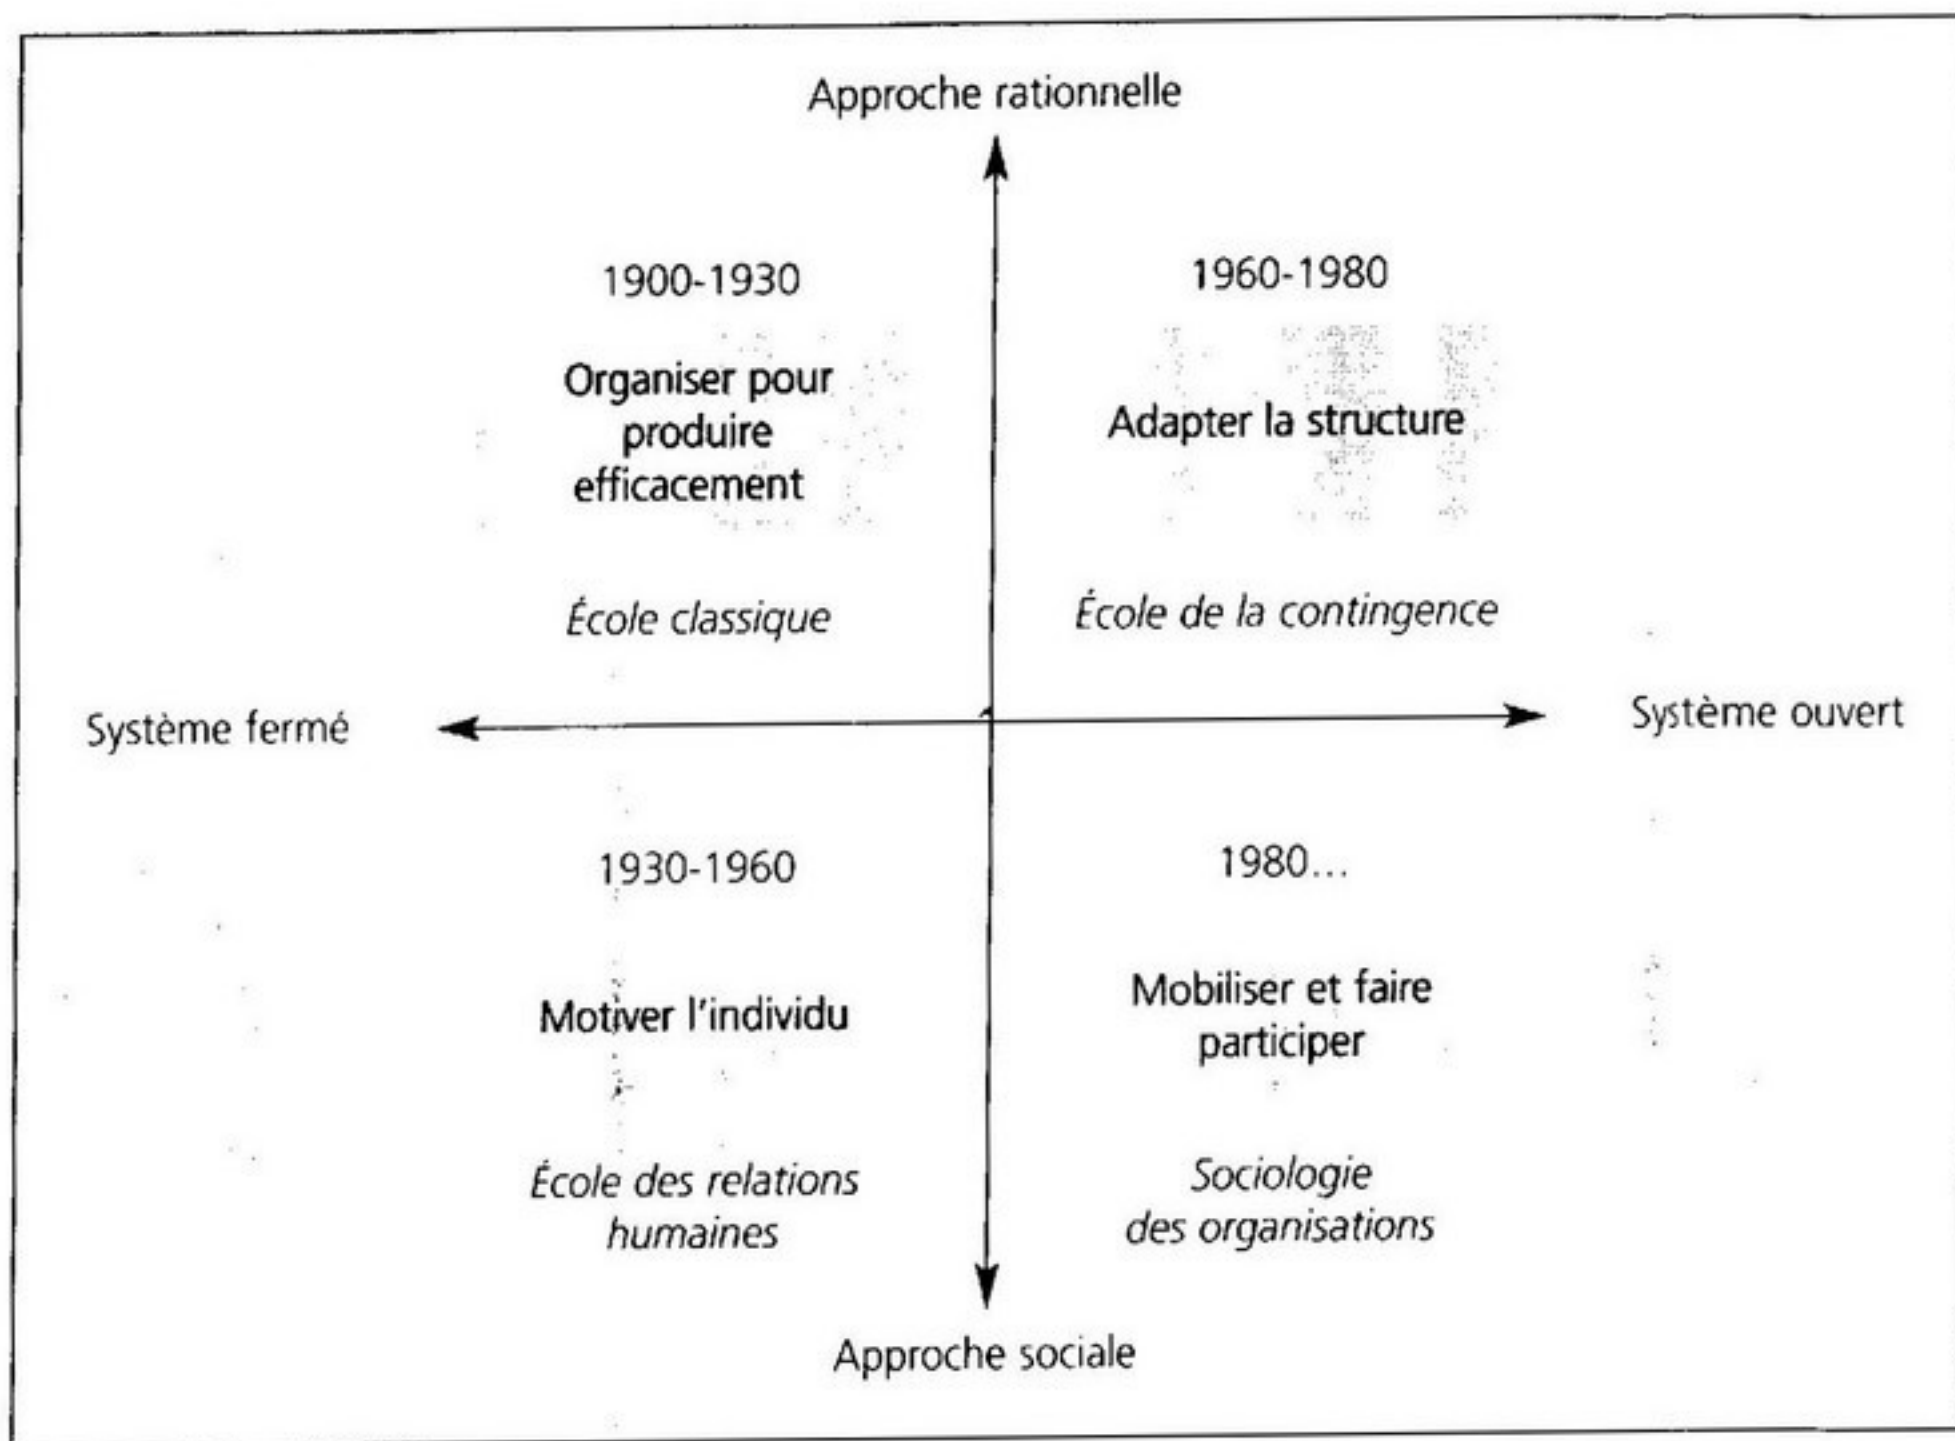 Approche rationnelle
1900-1930
Organiser pour
produire
efficacement
École classique
1960-1980
Adapter la structure
École de la contingence
Système fermé
Système ouvert
1930-1960
Motiver l'individu
École des relations
humaines
1980...
Mobiliser et faire
participer
Sociologie
des organisations
Approche sociale